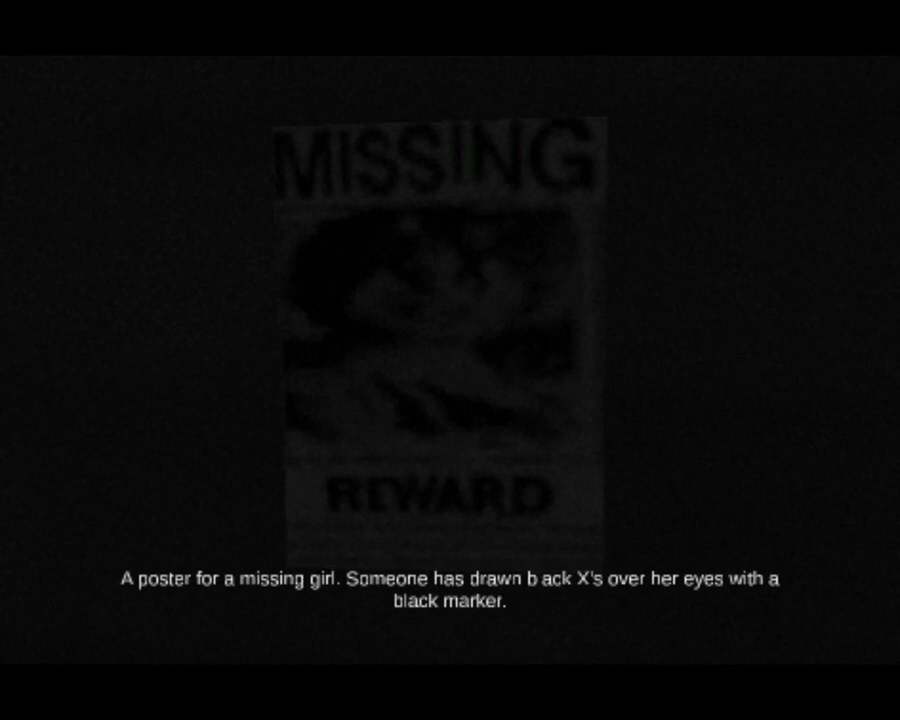 MISSING
REWARD
A poster for a missing girl. Someone has drawn b ack X's over her eyes with a
black marker.